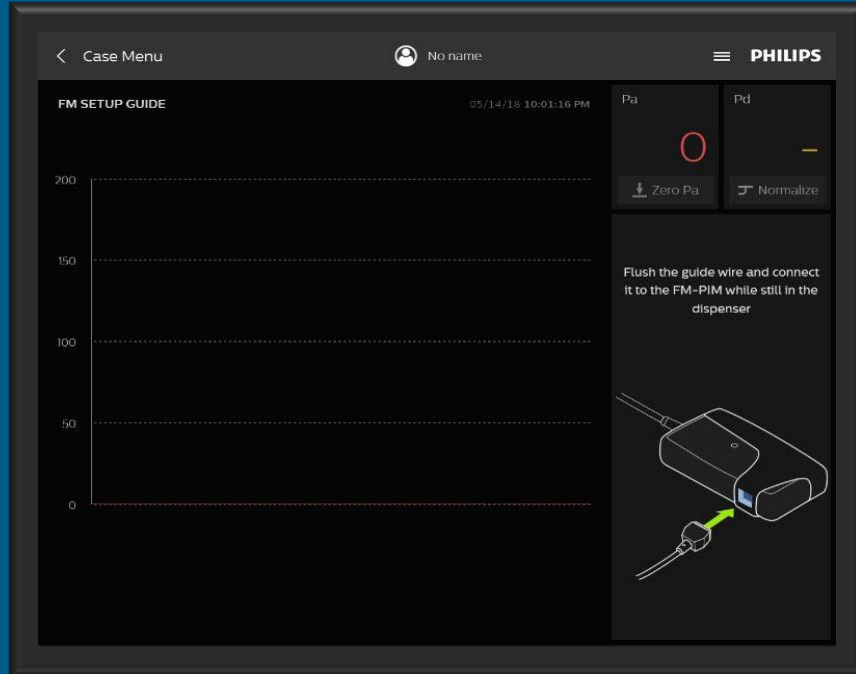 Case Menu
No name
PHILIPS
FM SETUP GUIDE
05/14/18 10:01:16 PM
Pa
Pd
0
–
Zero Pa
Normalize
200
150
100
50
0
Flush the guide wire and connect
it to the FM-PIM while still in the
dispenser